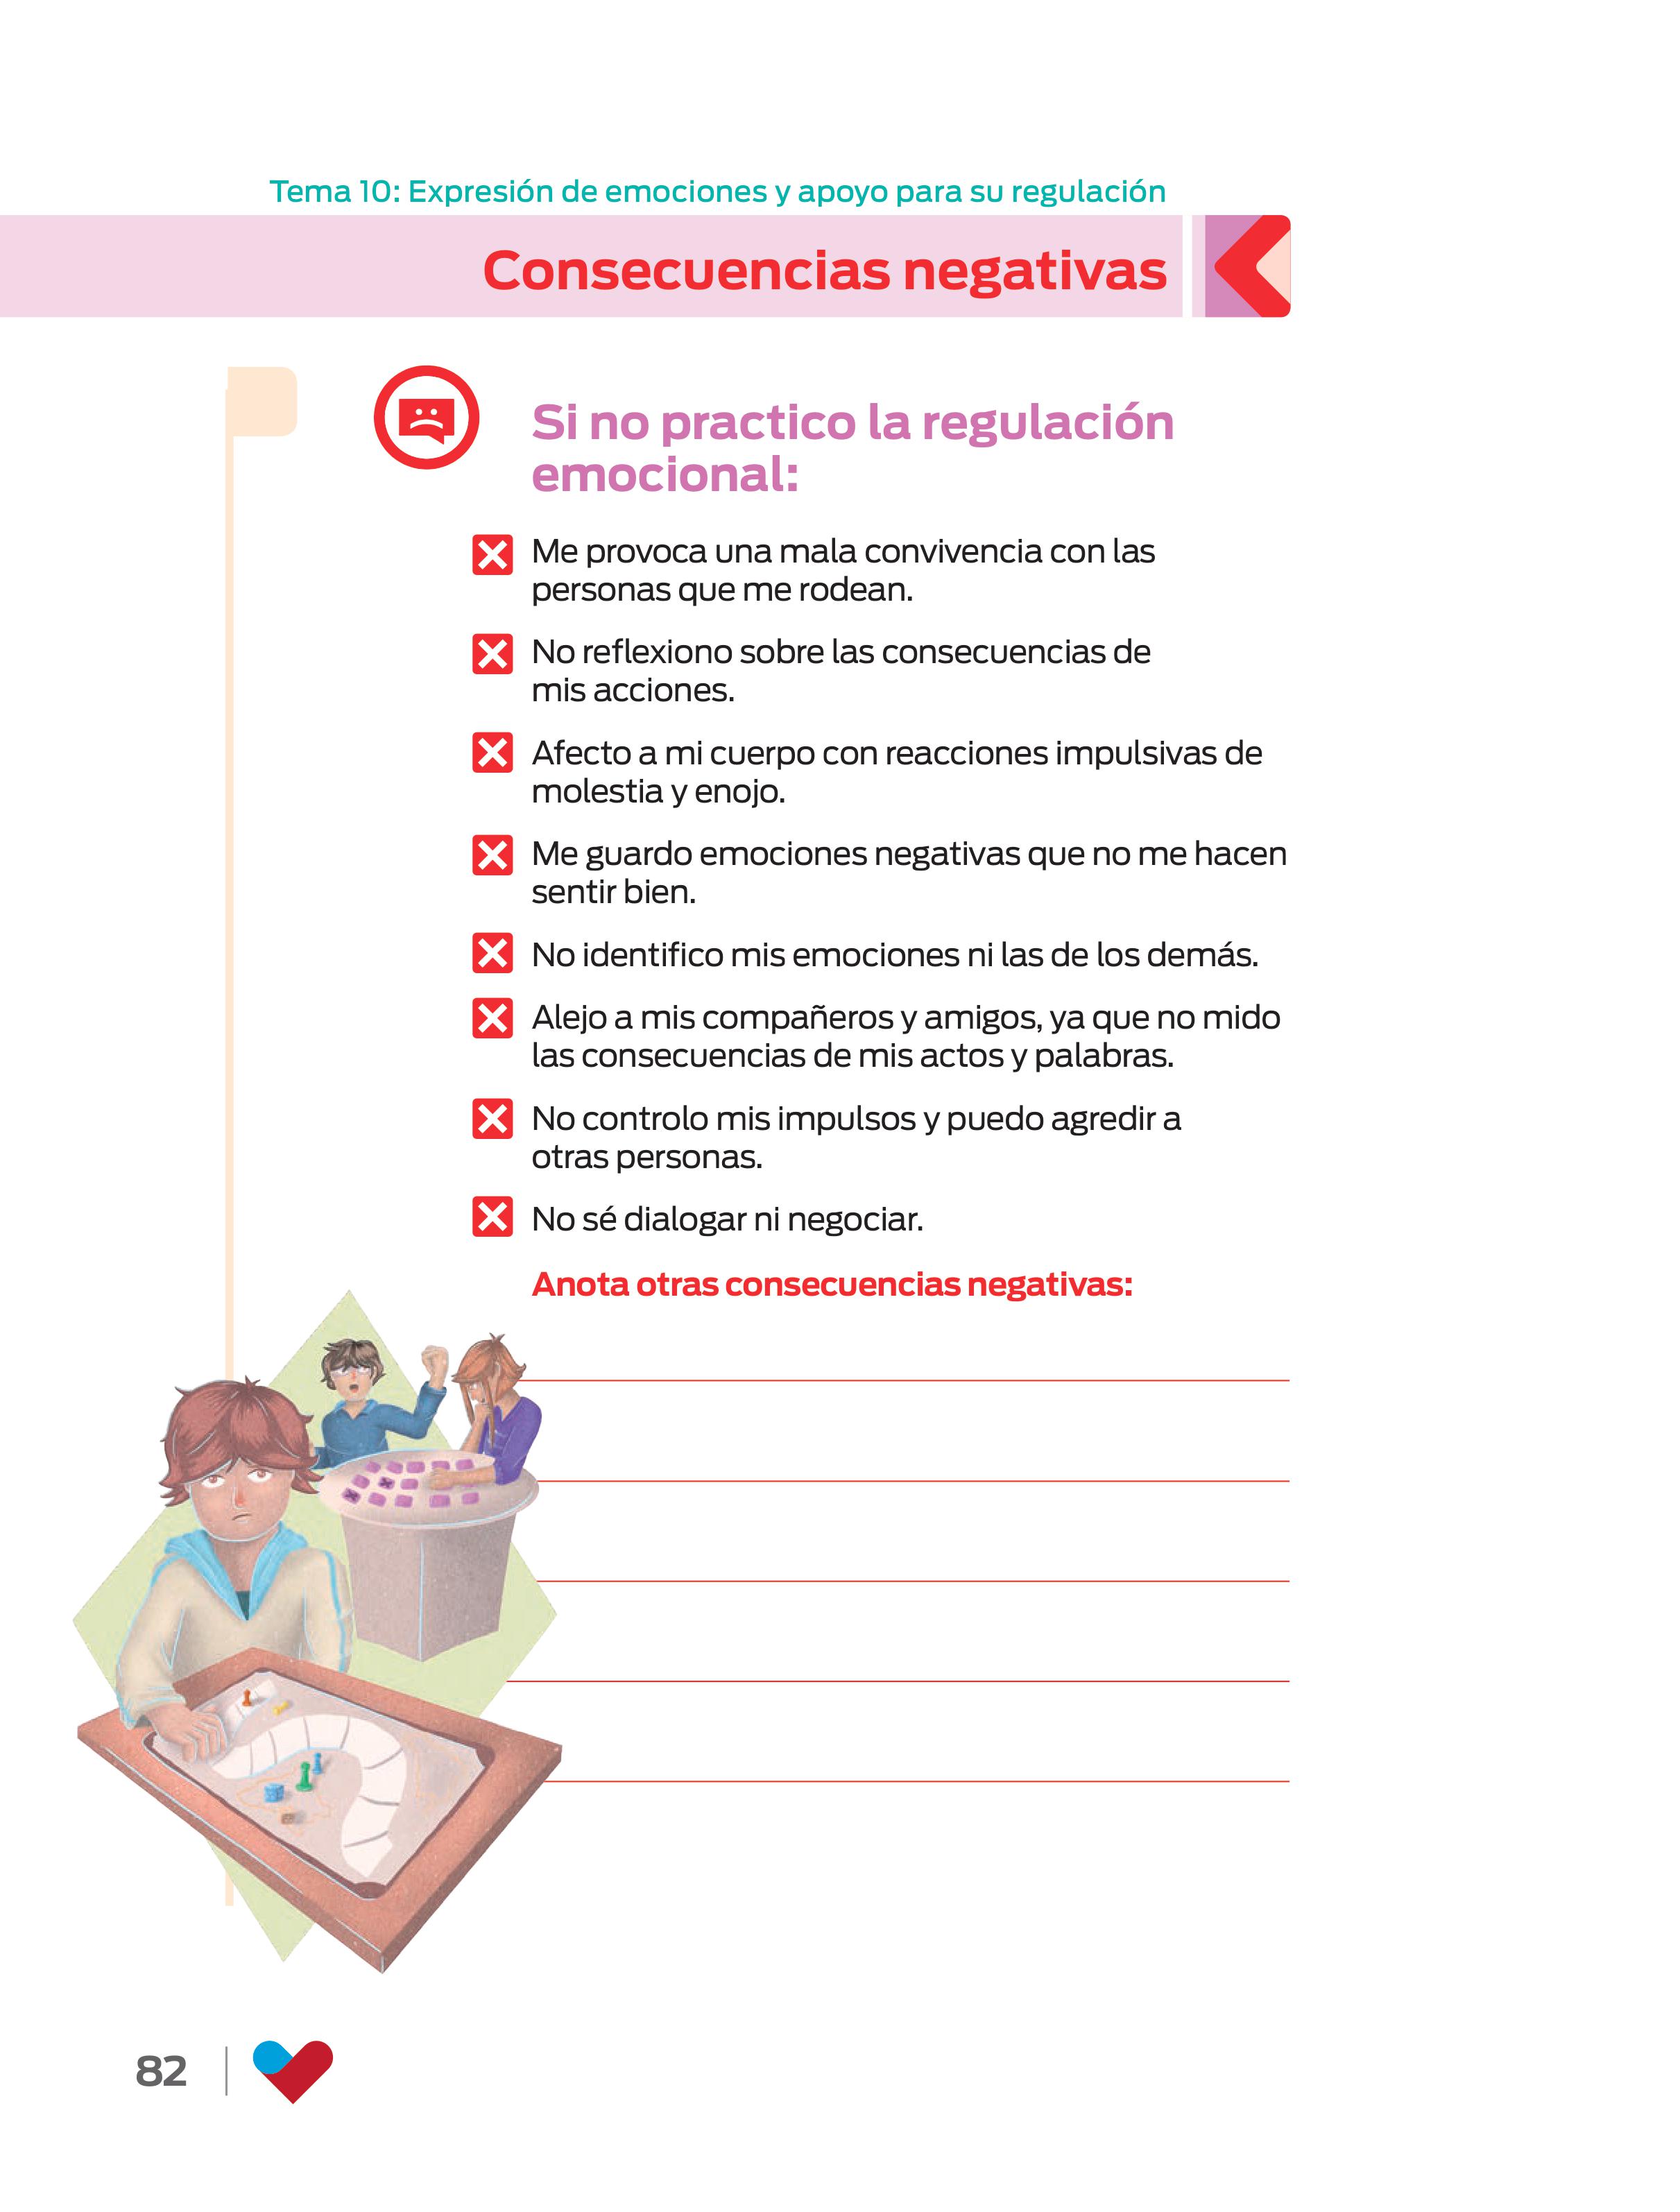 Tema 10: Expresión de emociones y apoyo para su regulación
Consecuencias negativas
Si no practico la regulación
emocional:
Me provoca una mala convivencia con las
personas que me rodean.
No reflexiono sobre las consecuencias de
mis acciones.
Afecto a mi cuerpo con reacciones impulsivas de
molestia y enojo.
Me guardo emociones negativas que no me hacen
sentir bien.
No identifico mis emociones ni las de los demás.
Alejo a mis compañeros y amigos, ya que no mido
las consecuencias de mis actos y palabras.
No controlo mis impulsos y puedo agredir a
otras personas.
No sé dialogar ni negociar.
Anota otras consecuencias negativas:
82